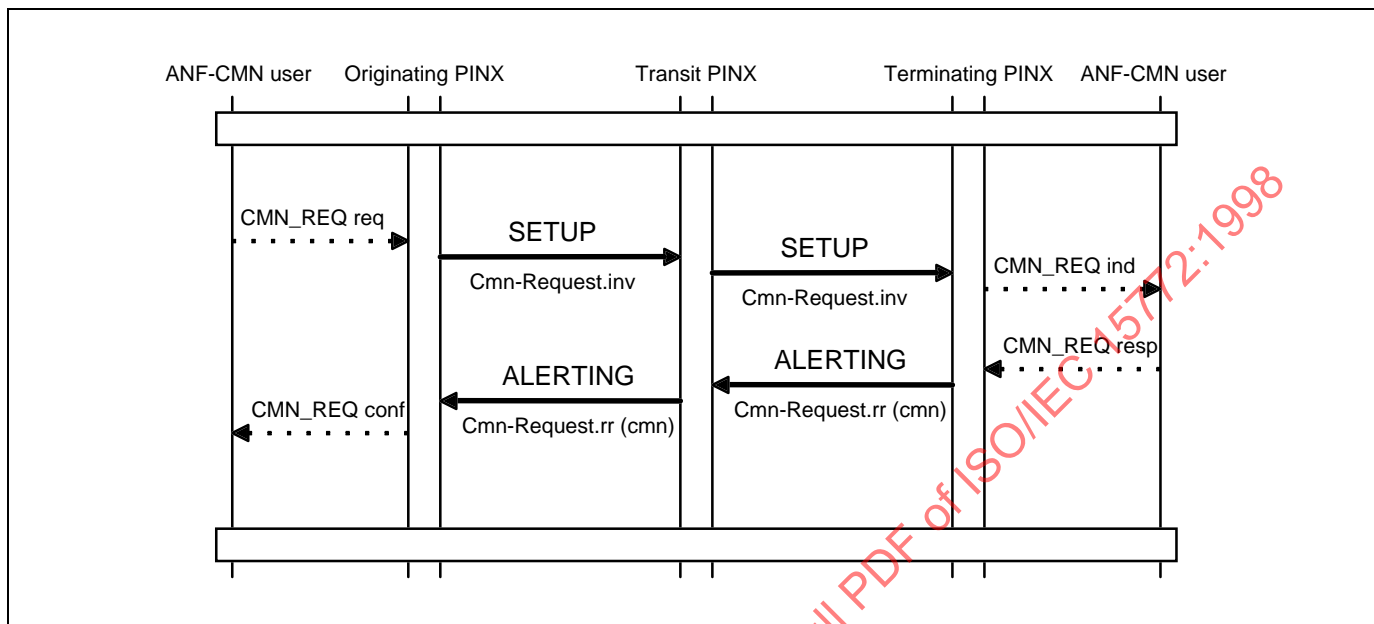 ANF-CMN user
Originating PINX
Transit PINX
Terminating PINX
ANF-CMN user
CMN_REQ req
SETUP
Cmn-Request.inv
SETUP
Cmn-Request.inv
CMN_REQ ind
CMN_REQ resp
ALERTING
Cmn-Request.rr (cmn)
ALERTING
Cmn-Request.rr (cmn)
CMN_REQ conf
ll PDF of ISO/IEC 15772:1998